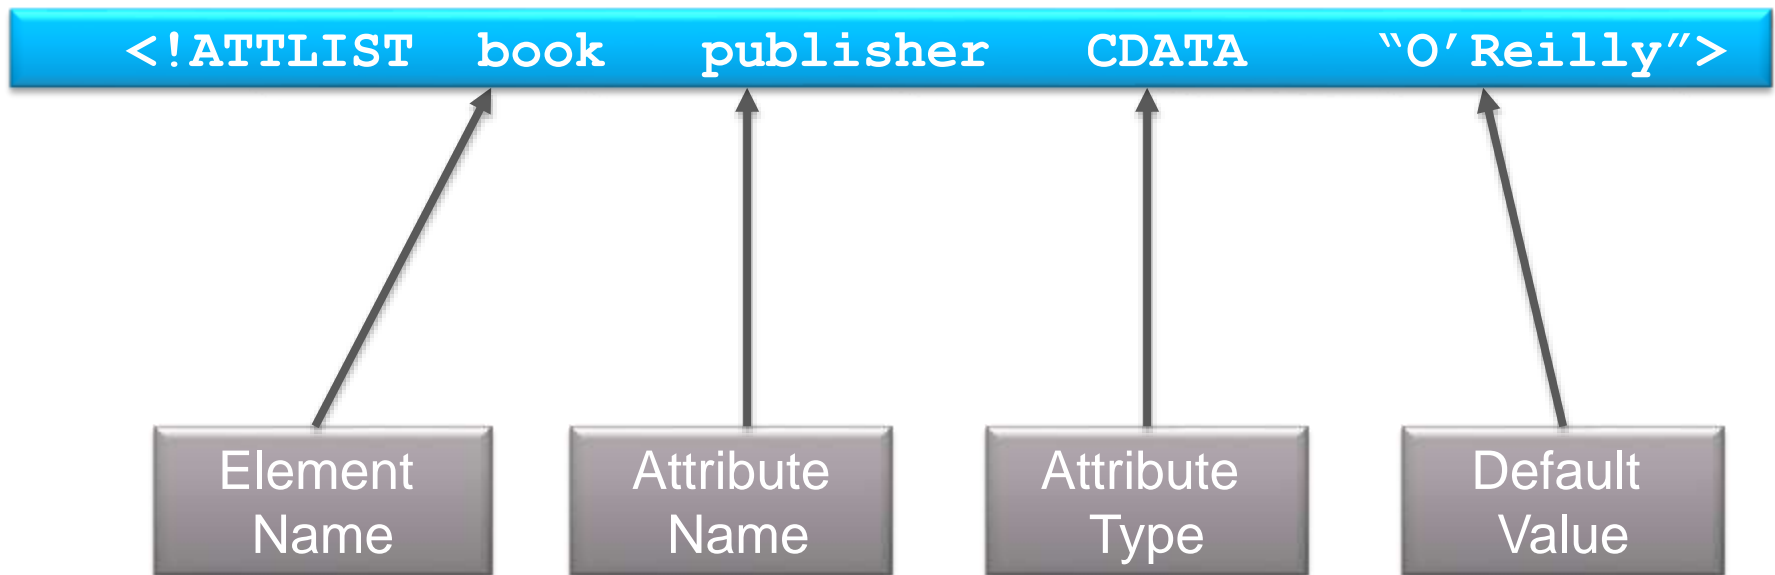 <!ATTLIST book publisher CDATA “O’Reilly”>
Element
Name
Attribute
Name
Attribute
Type
Default
Value